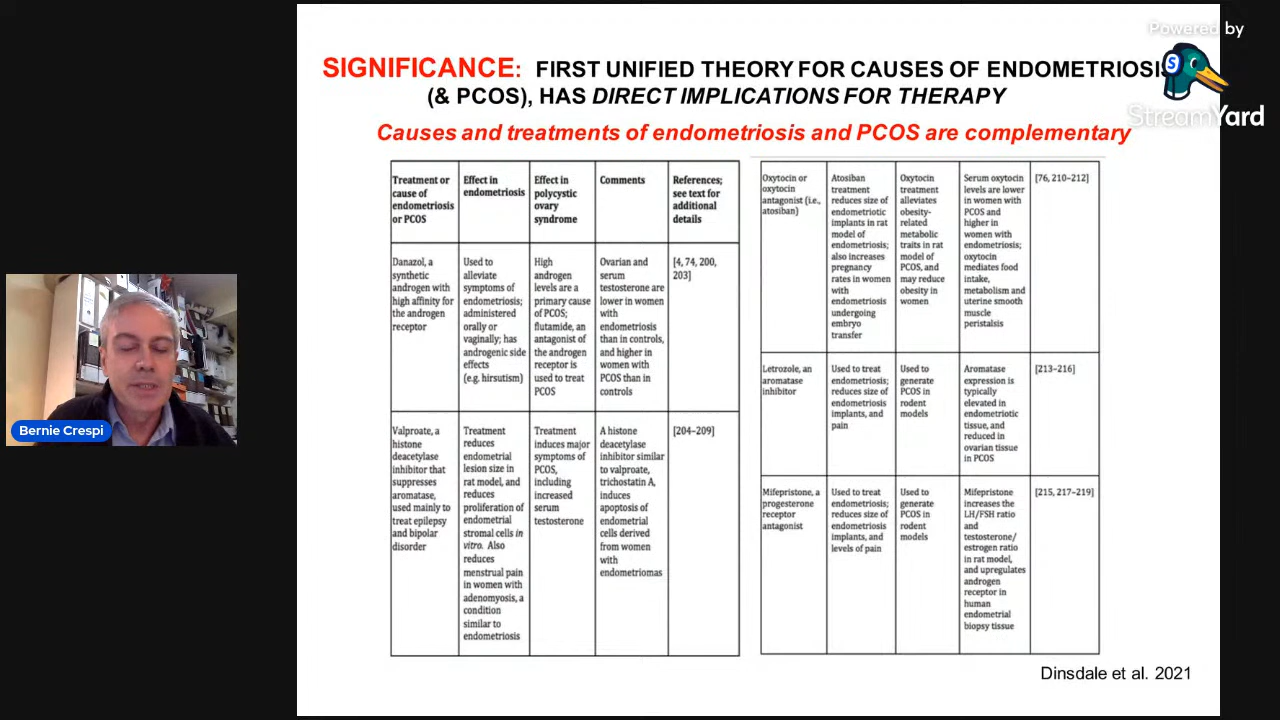 Powered by
StreamYard
SIGNIFICANCE: FIRST UNIFIED THEORY FOR CAUSES OF ENDOMETRIOSIS
(& PCOS), HAS DIRECT IMPLICATIONS FOR THERAPY
Causes and treatments of endometriosis and PCOS are complementary
Treatment or
cause of
endometriosis
or PCOS
Effect in
endometriosis
Effect in
polycystic
ovary
syndrome
Comments
References;
see text for
additional
details
Danazol, a
synthetic
androgen with
high affinity for
the androgen
receptor
Used to
alleviate
symptoms of
endometriosis;
administered
orally or
vaginally; has
androgenic side
effects
(e.g. hirsutism)
High
androgen
levels are a
primary cause
of PCOS;
flutamide, an
antagonist of
the androgen
receptor is
used to treat
PCOS
Ovarian and
serum
testosterone are
lower in women
with
endometriosis
than in controls,
and higher in
women with
PCOS than in
controls
[4, 74, 200,
203]
Valproate, a
histone
deacetylase
inhibitor that
suppresses
aromatase,
used mainly to
treat epilepsy
and bipolar
disorder
Treatment
reduces
endometrial
lesion size in
rat model, and
reduces
proliferation of
endometrial
stromal cells in
vitro. Also
reduces
menstrual pain
in women with
adenomyosis, a
condition
similar to
endometriosis
Treatment
induces major
symptoms of
PCOS,
including
increased
serum
testosterone
A histone
deacetylase
inhibitor similar
to valproate,
trichostatin A,
induces
apoptosis of
endometrial
cells derived
from women
with
endometriomas
[204–209]
Oxytocin or
oxytocin
antagonist (i.e.,
atosiban)
Atosiban
treatment
reduces size of
endometriotic
implants in rat
model of
endometriosis;
also increases
pregnancy
rates in women
with
endometriosis
undergoing
embryo
transfer
Oxytocin
treatment
alleviates
obesity-
related
metabolic
traits in rat
model of
PCOS, and
may reduce
obesity in
women
Serum oxytocin
levels are lower
in women with
PCOS and
higher in
women with
endometriosis;
oxytocin
mediates food
intake,
metabolism and
uterine smooth
muscle
peristalsis
[76, 210–212]
Letrozole, an
aromatase
inhibitor
Used to treat
endometriosis;
reduces size of
endometriosis
implants, and
pain
Used to
generate
PCOS in
rodent
models
Aromatase
expression is
typically
elevated in
endometriotic
tissue, and
reduced in
ovarian tissue
in PCOS
[213–216]
Mifepristone, a
progesterone
receptor
antagonist
Used to treat
endometriosis;
reduces size of
endometriosis
implants, and
levels of pain
Used to
generate
PCOS in
rodent
models
Mifepristone
increases the
LH/FSH ratio
and
testosterone/
estrogen ratio
in rat model,
and upregulates
androgen
receptor in
human
endometrial
biopsy tissue
[215, 217–219]
Dinsdale et al. 2021
Bernie Crespi